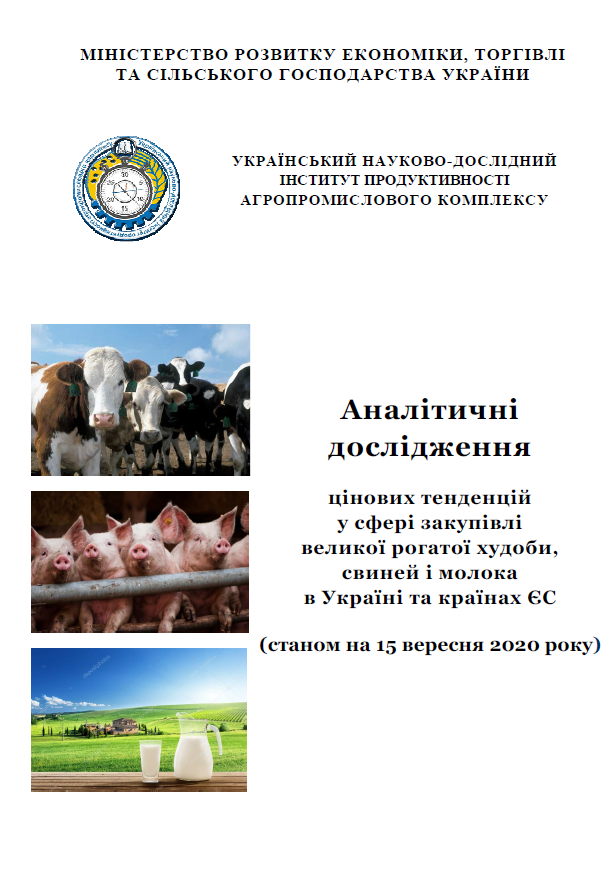 МІНІСТЕРСТВО РОЗВИТКУ ЕКОНОМІКИ, ТОРГІВЛІ
ТА СІЛЬСЬКОГО ГОСПОДАРСТВА УКРАЇНИ
УКРАЇНСЬКИЙ НАУКОВО-ДОСЛІДНИЙ
ІНСТИТУТ ПРОДУКТИВНОСТІ
АГРОПРОМИСЛОВОГО КОМПЛЕКСУ
Аналітичні
дослідження
цінових тенденцій
у сфері закупівлі
великої рогатої худоби,
свиней і молока
в Україні та країнах ЄС
(станом на 15 вересня 2020 року)